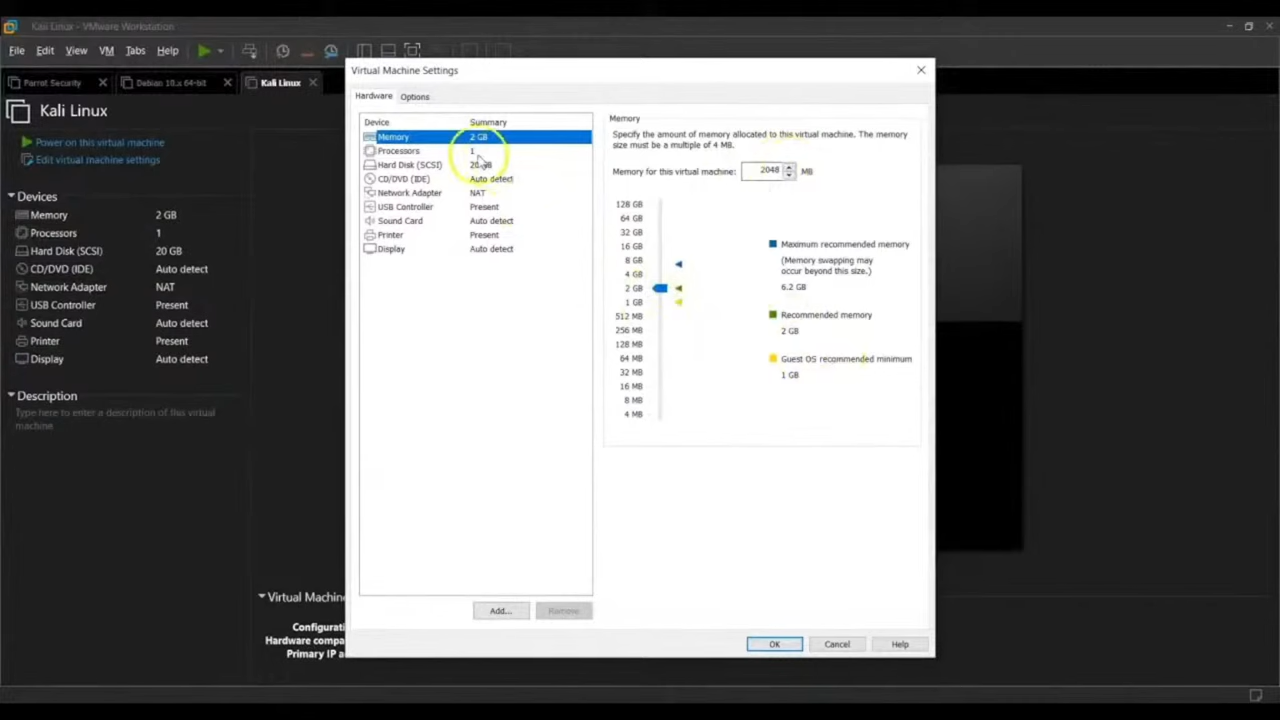 Kali Linux - VMware Workstation
File Edit View VM Tabs Help
Parrot Security Debian 10.x 64-bit Kali Linux
Kali Linux
Power on this virtual machine
Edit virtual machine settings
Devices
Memory 2 GB
Processors 1
Hard Disk (SCSI) 20 GB
CD/DVD (IDE) Auto detect
Network Adapter NAT
USB Controller Present
Sound Card Auto detect
Printer Present
Display Auto detect
Description
Type here to enter a description of this virtual
machine
Virtual Machine Settings
Hardware Options
Device Summary
Memory 2 GB
Processors 1
Hard Disk (SCSI) 20 GB
CD/DVD (IDE) Auto detect
Network Adapter NAT
USB Controller Present
Sound Card Auto detect
Printer Present
Display Auto detect
Add... Remove
Memory
Specify the amount of memory allocated to this virtual machine. The memory
size must be a multiple of 4 MB.
Memory for this virtual machine: 2048 MB
128 GB
64 GB
32 GB
16 GB
8 GB
4 GB
2 GB
1 GB
512 MB
256 MB
128 MB
64 MB
32 MB
16 MB
8 MB
4 MB
Maximum recommended memory
(Memory swapping may
occur beyond this size.)
6.2 GB
Recommended memory
2 GB
Guest OS recommended minimum
1 GB
OK Cancel Help
Virtual Machin
Configurati
Hardware compa
Primary IP a